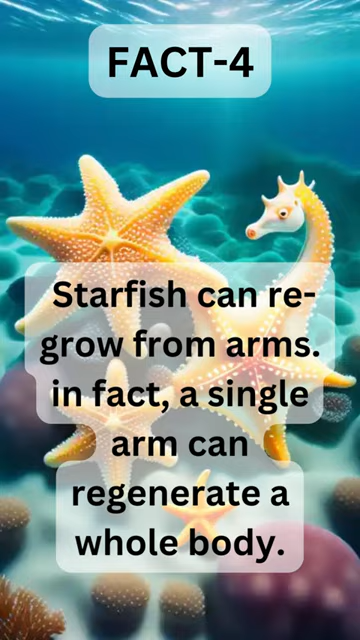 FACT-4
Starfish can re-
grow from arms.
in fact, a single
arm can
regenerate a
whole body.